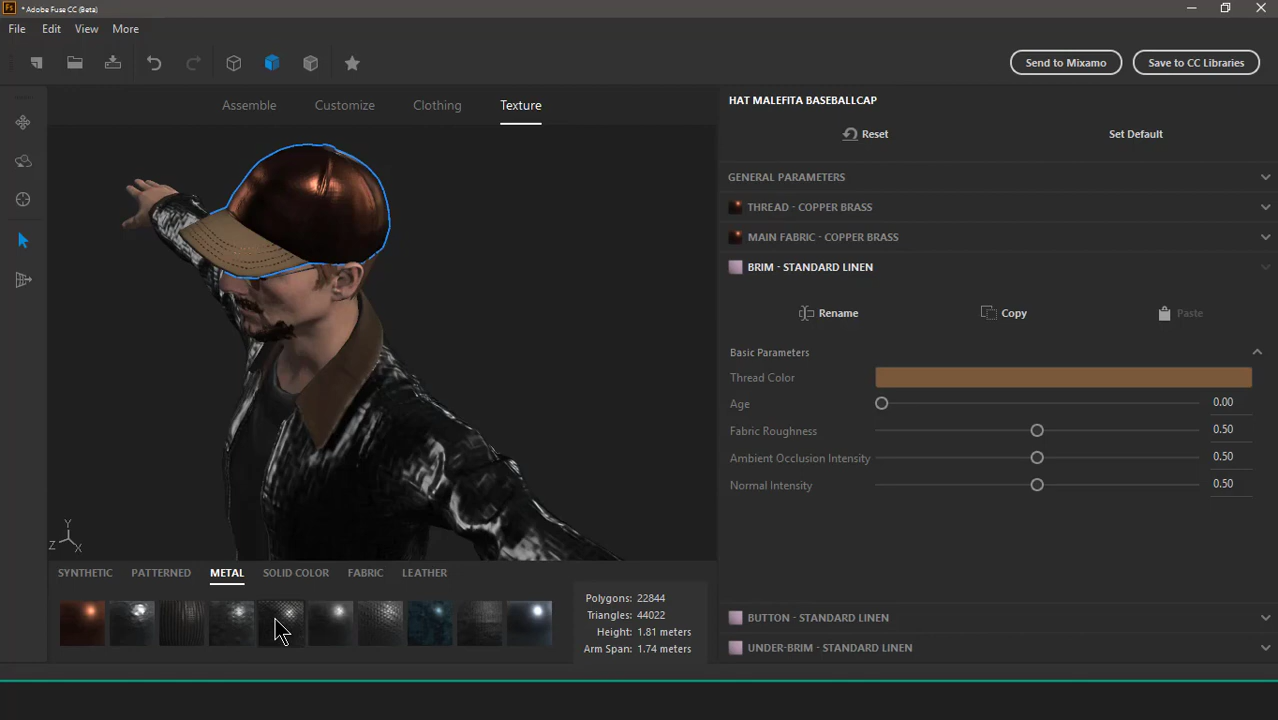 Fs * Adobe Fuse CC (Beta)
File Edit View More
Send to Mixamo Save to CC Libraries
Assemble Customize Clothing Texture
HAT MALEFITA BASEBALLCAP
Reset Set Default
GENERAL PARAMETERS
THREAD - COPPER BRASS
MAIN FABRIC - COPPER BRASS
BRIM - STANDARD LINEN
Rename Copy Paste
Basic Parameters
Thread Color
Age 0.00
Fabric Roughness 0.50
Ambient Occlusion Intensity 0.50
Normal Intensity 0.50
Y
Z X
SYNTHETIC PATTERNED METAL SOLID COLOR FABRIC LEATHER
Polygons: 22844
Triangles: 44022
Height: 1.81 meters
Arm Span: 1.74 meters
BUTTON - STANDARD LINEN
UNDER-BRIM - STANDARD LINEN